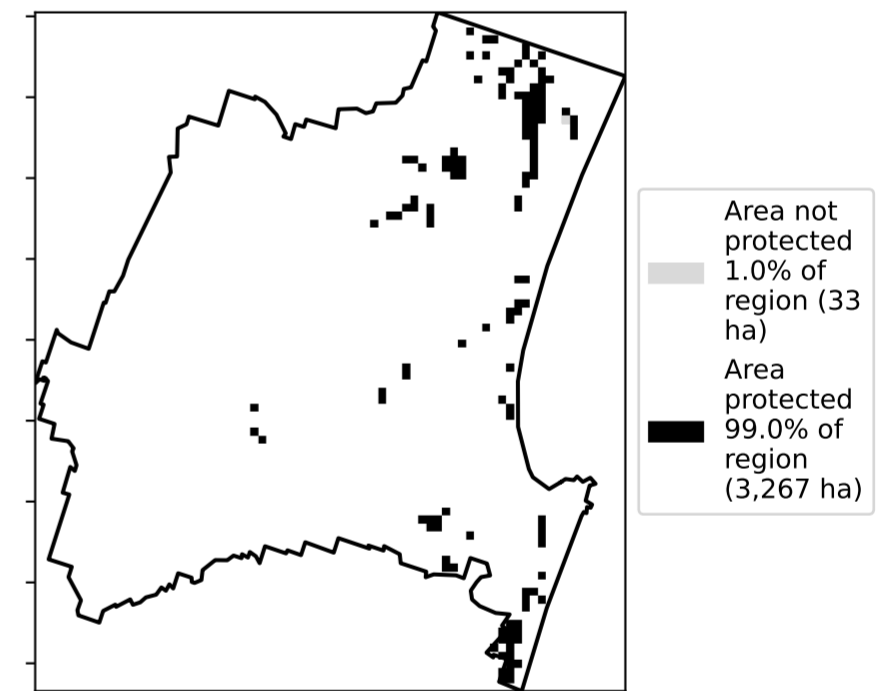 Area not
protected
1.0% of
region (33
ha)
Area
protected
99.0% of
region
(3,267 ha)